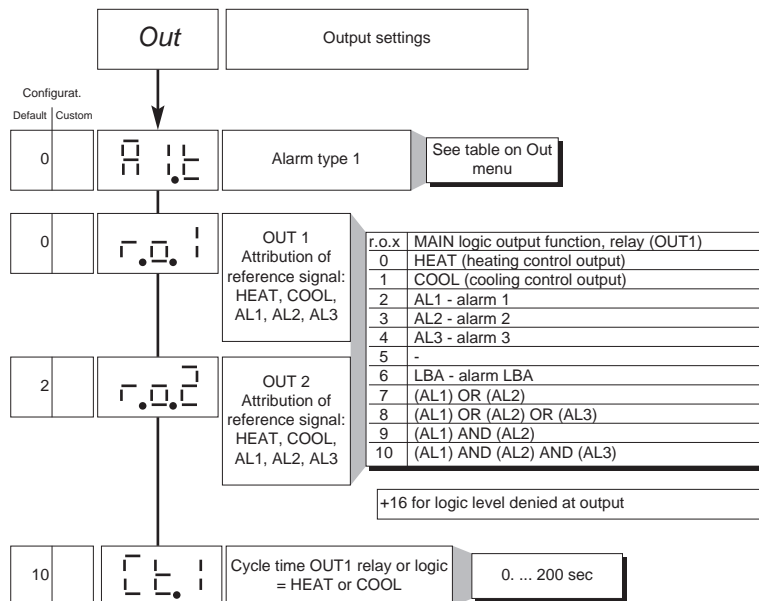 Out
Output settings
Configurat.
Default Custom
0
A1.t
Alarm type 1
See table on Out
menu
0
r.o.1
OUT 1
Attribution of
reference signal:
HEAT, COOL,
AL1, AL2, AL3
r.o.x MAIN logic output function, relay (OUT1)
0 HEAT (heating control output)
1 COOL (cooling control output)
2 AL1 - alarm 1
3 AL2 - alarm 2
4 AL3 - alarm 3
5 -
6 LBA - alarm LBA
7 (AL1) OR (AL2)
8 (AL1) OR (AL2) OR (AL3)
9 (AL1) AND (AL2)
10 (AL1) AND (AL2) AND (AL3)
2
r.o.2
OUT 2
Attribution of
reference signal:
HEAT, COOL,
AL1, AL2, AL3
+16 for logic level denied at output
10
Ct.1
Cycle time OUT1 relay or logic
= HEAT or COOL
0. ... 200 sec